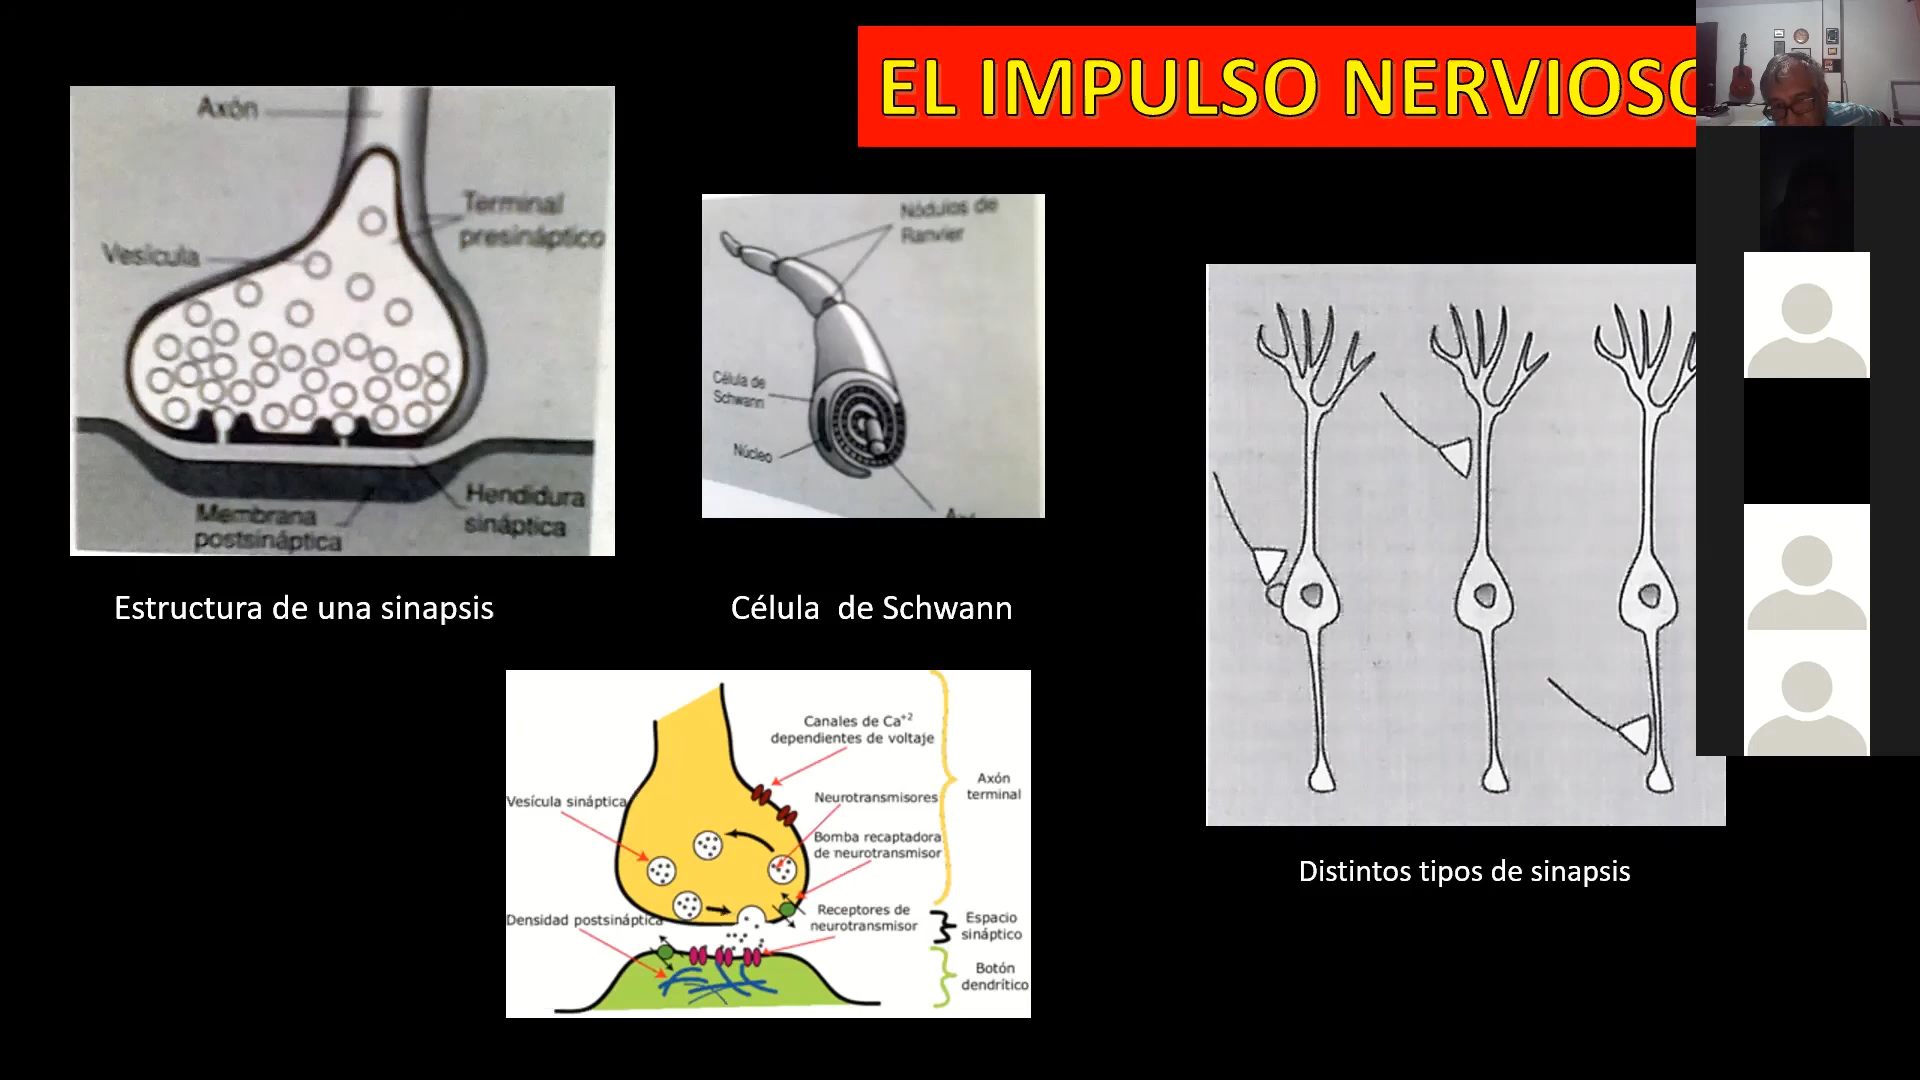 EL IMPULSO NERVIOSO
Axón
Terminal
presináptico
Vesícula
Hendidura
sináptica
Membrana
postsináptica
Estructura de una sinapsis
Nódulos de
Ranvier
Célula de
Schwann
Núcleo
Célula  de Schwann
Canales de Ca+2
dependientes de voltaje
Axón
terminal
Vesícula sináptica
Neurotransmisores
Bomba recaptadora
de neurotransmisor
Densidad postsináptica
Receptores de
neurotransmisor
Espacio
sináptico
Botón
dendrítico
Distintos tipos de sinapsis